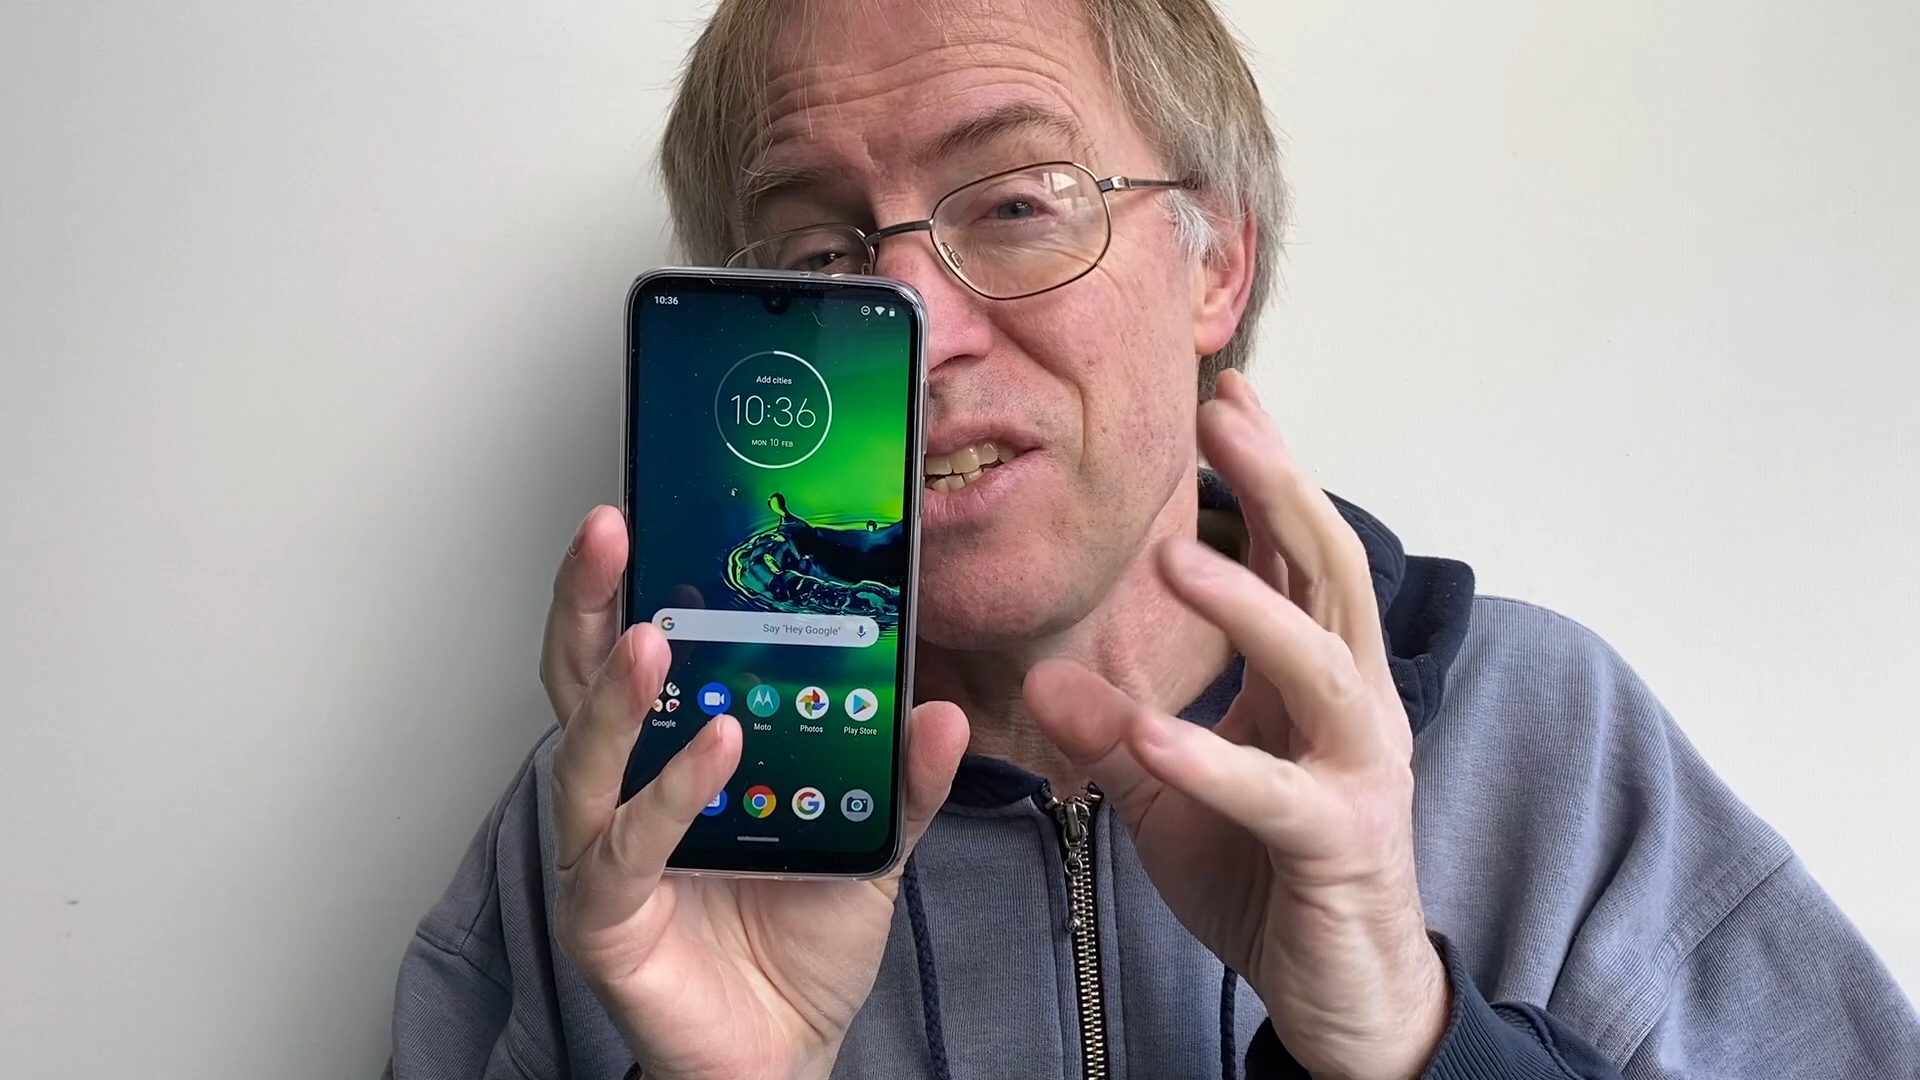 10:36
Add cities
10:36
MON 10 FEB
G Say "Hey Google"
Google
Moto
Photos
Play Store
G